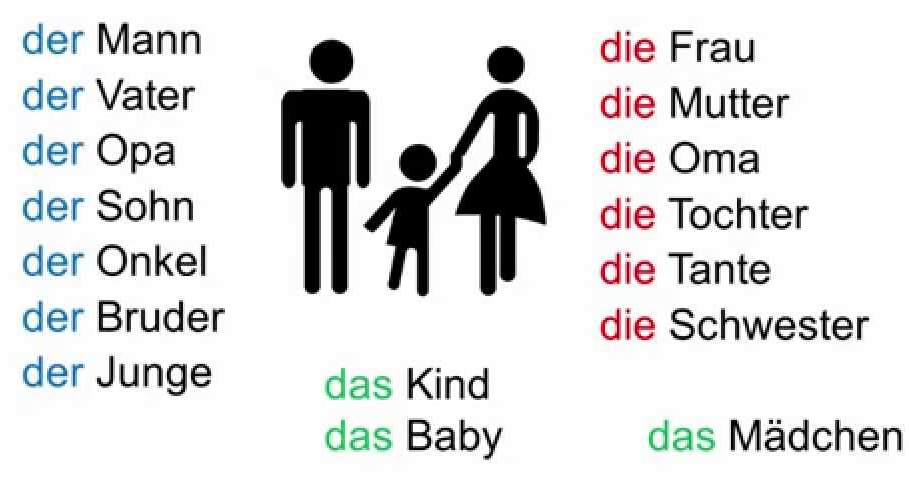 der Mann
der Vater
der Opa
der Sohn
der Onkel
der Bruder
der Junge
die Frau
die Mutter
die Oma
die Tochter
die Tante
die Schwester
das Kind
das Baby
das Mädchen